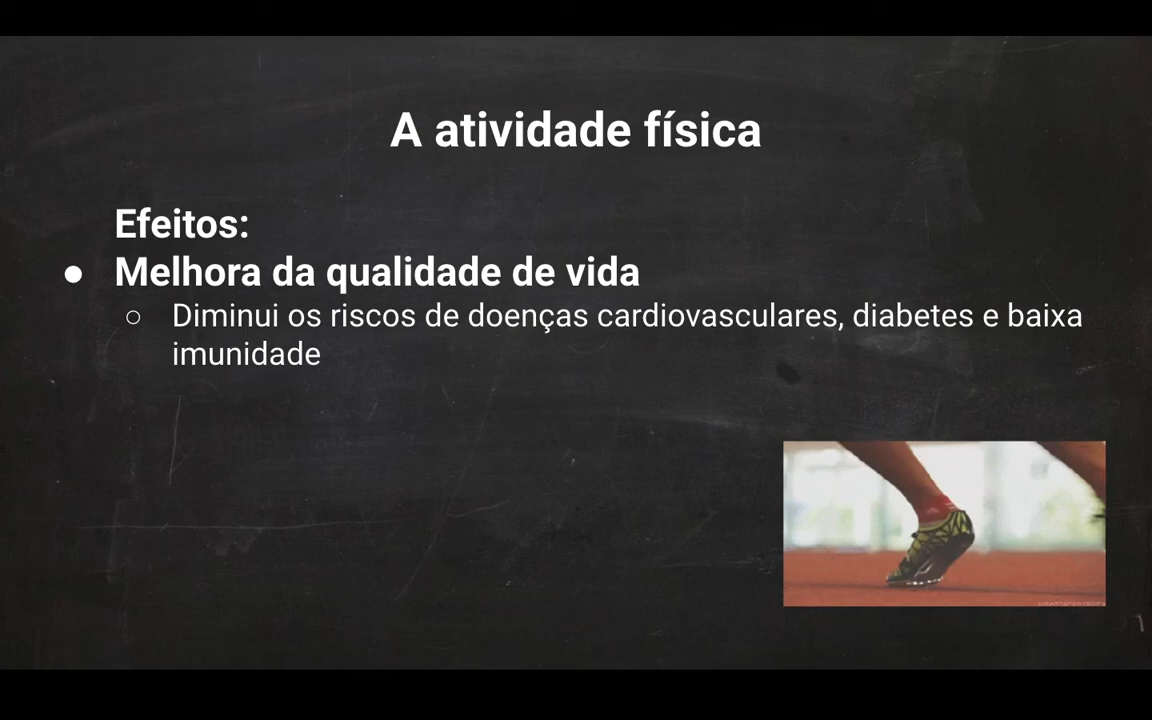 A atividade física
Efeitos:
● Melhora da qualidade de vida
○ Diminui os riscos de doenças cardiovasculares, diabetes e baixa
imunidade